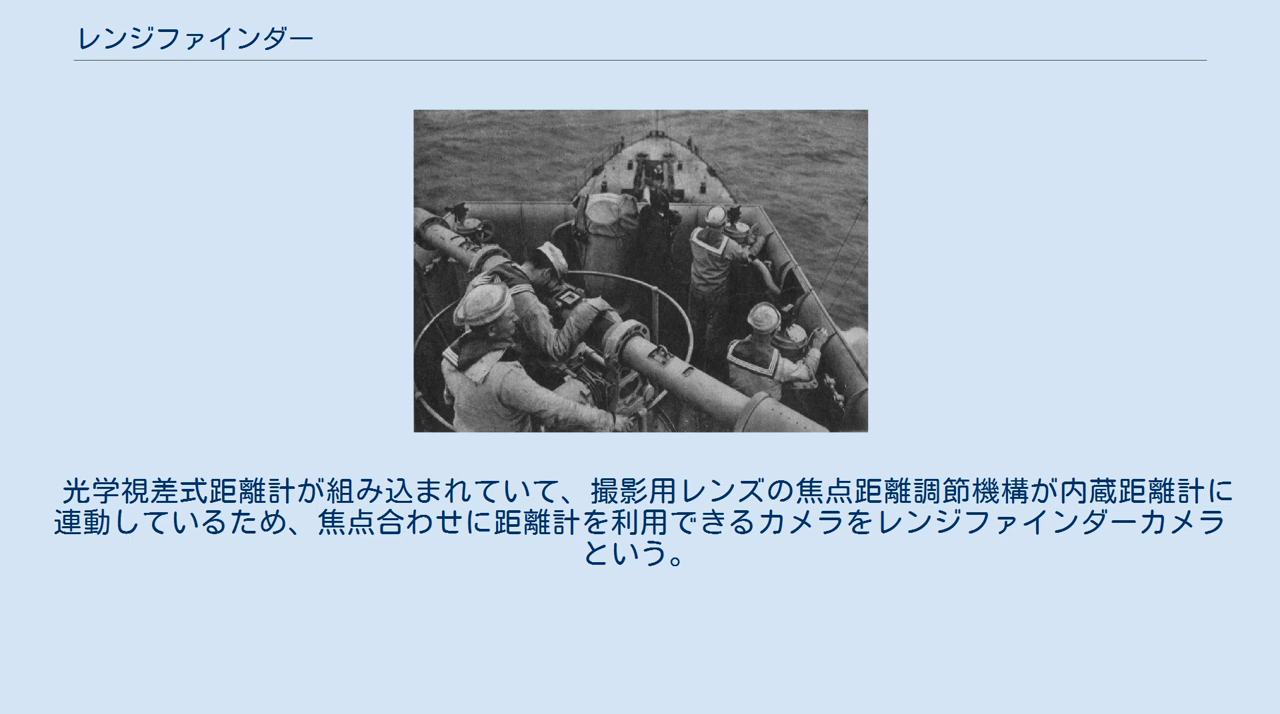 レンジファインダー
光学視差式距離計が組み込まれていて、撮影用レンズの焦点距離調節機構が内蔵距離計に
連動しているため、焦点合わせに距離計を利用できるカメラをレンジファインダーカメラ
という。